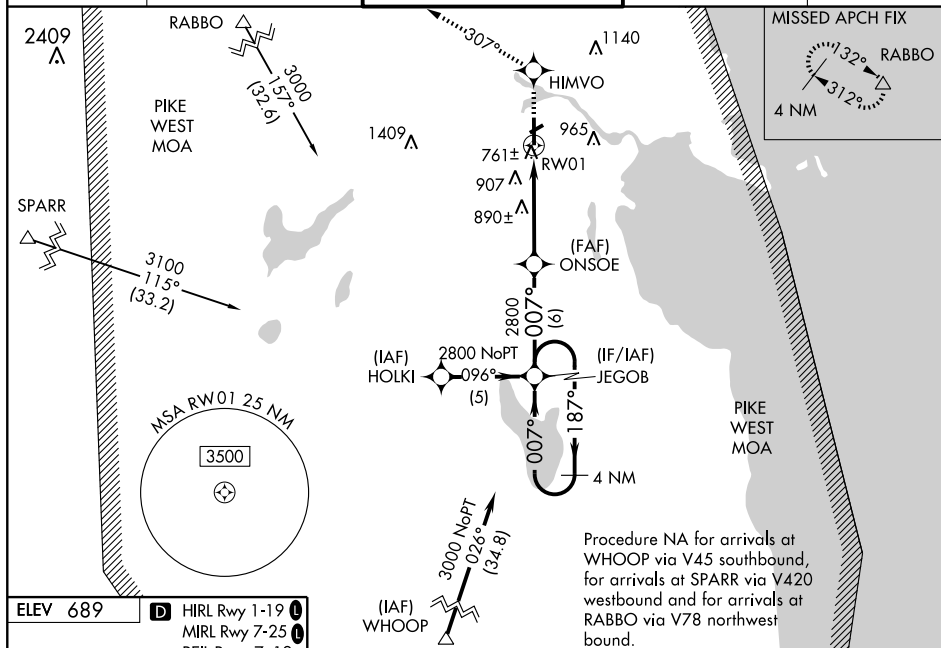 MISSED APCH FIX
RABBO
132°
312°
4 NM
2409
RABBO
3000
157°
(32.6)
307°
1140
HIMVO
PIKE
WEST
MOA
1409
965
761±
RW01
907
890±
SPARR
3100
115°
(33.2)
(FAF)
ONSOE
2800
007°
(6)
(IAF)
HOLKI
2800 NoPT
096°
(5)
(IF/IAF)
JEGOB
007°
187°
4 NM
MSA RW01 25 NM
3500
PIKE
WEST
MOA
3000 NoPT
026°
(34.8)
(IAF)
WHOOP
Procedure NA for arrivals at
WHOOP via V45 southbound,
for arrivals at SPARR via V420
westbound and for arrivals at
RABBO via V78 northwest
bound.
ELEV 689
D HIRL Rwy 1-19 L
MIRL Rwy 7-25 L